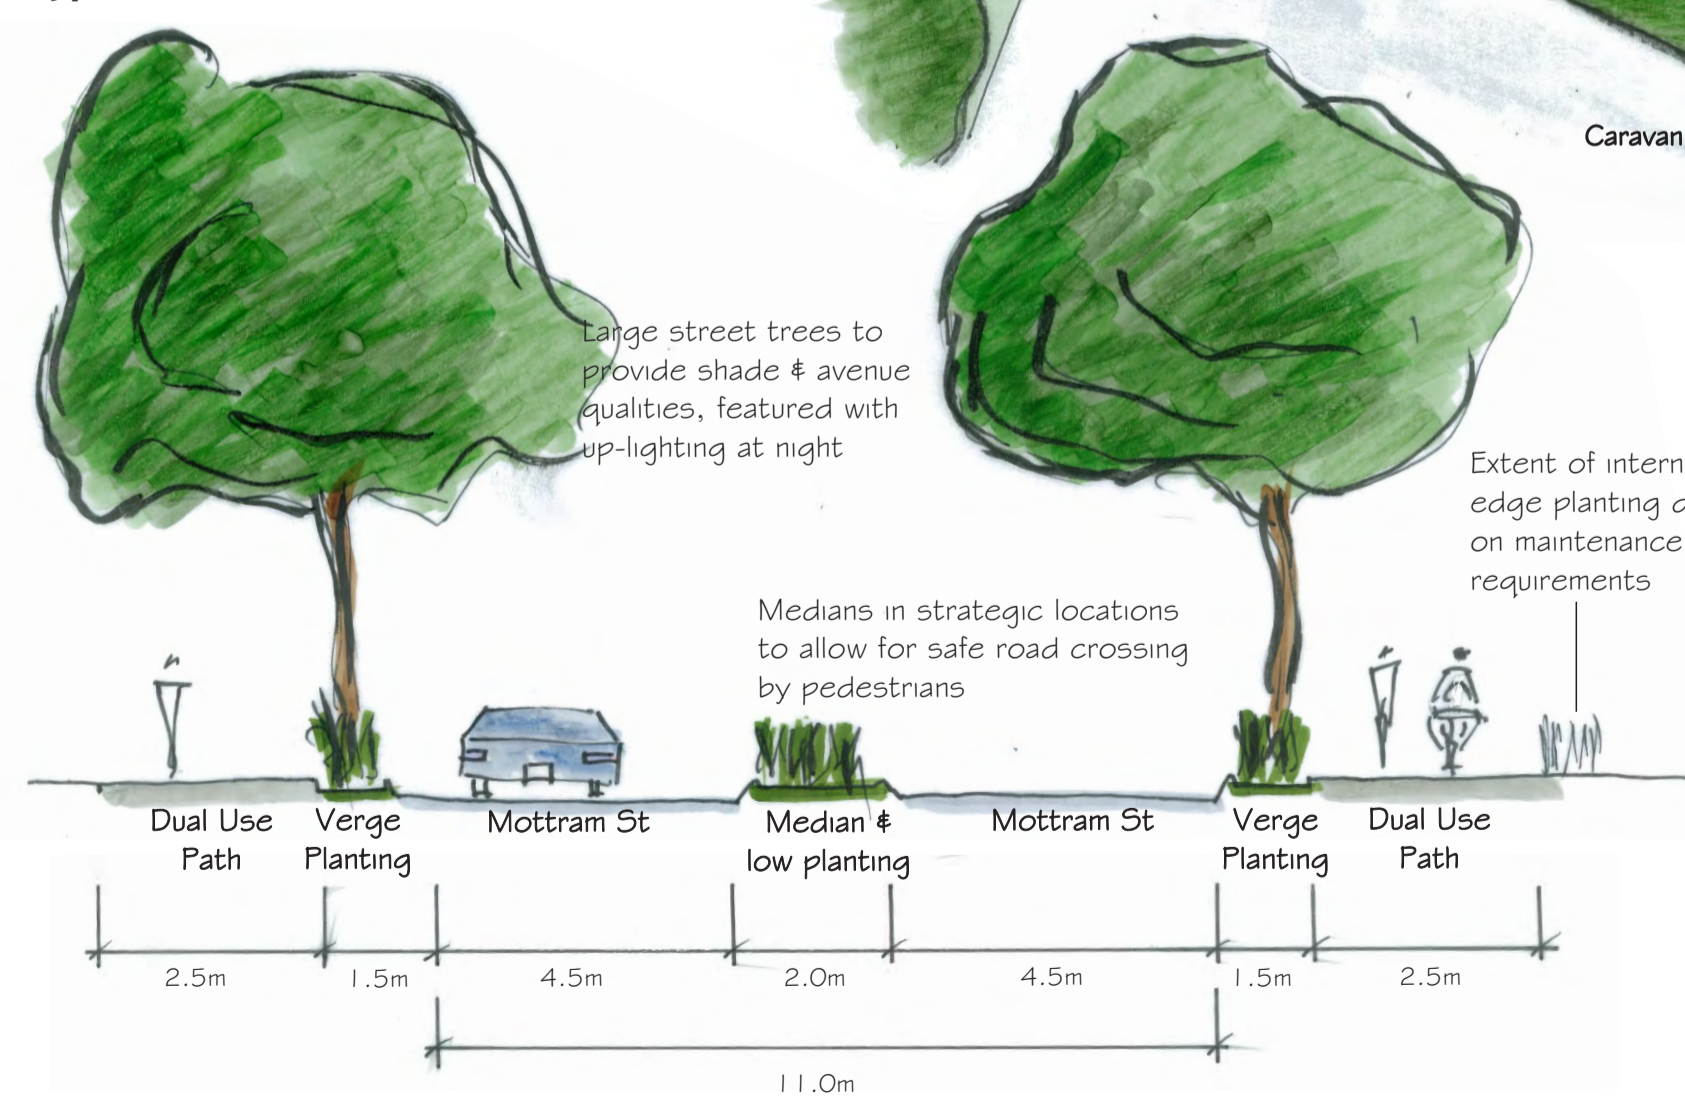 Caravan
Large street trees to
provide shade & avenue
qualities, featured with
up-lighting at night
Extent of intern
edge planting
on maintenance
requirements
Medians in strategic locations
to allow for safe road crossing
by pedestrians
Dual Use
Path
Verge
Planting
Mottram St
Median &
low planting
Mottram St
Verge
Planting
Dual Use
Path
2.5m
1.5m
4.5m
2.0m
4.5m
1.5m
2.5m
11.0m